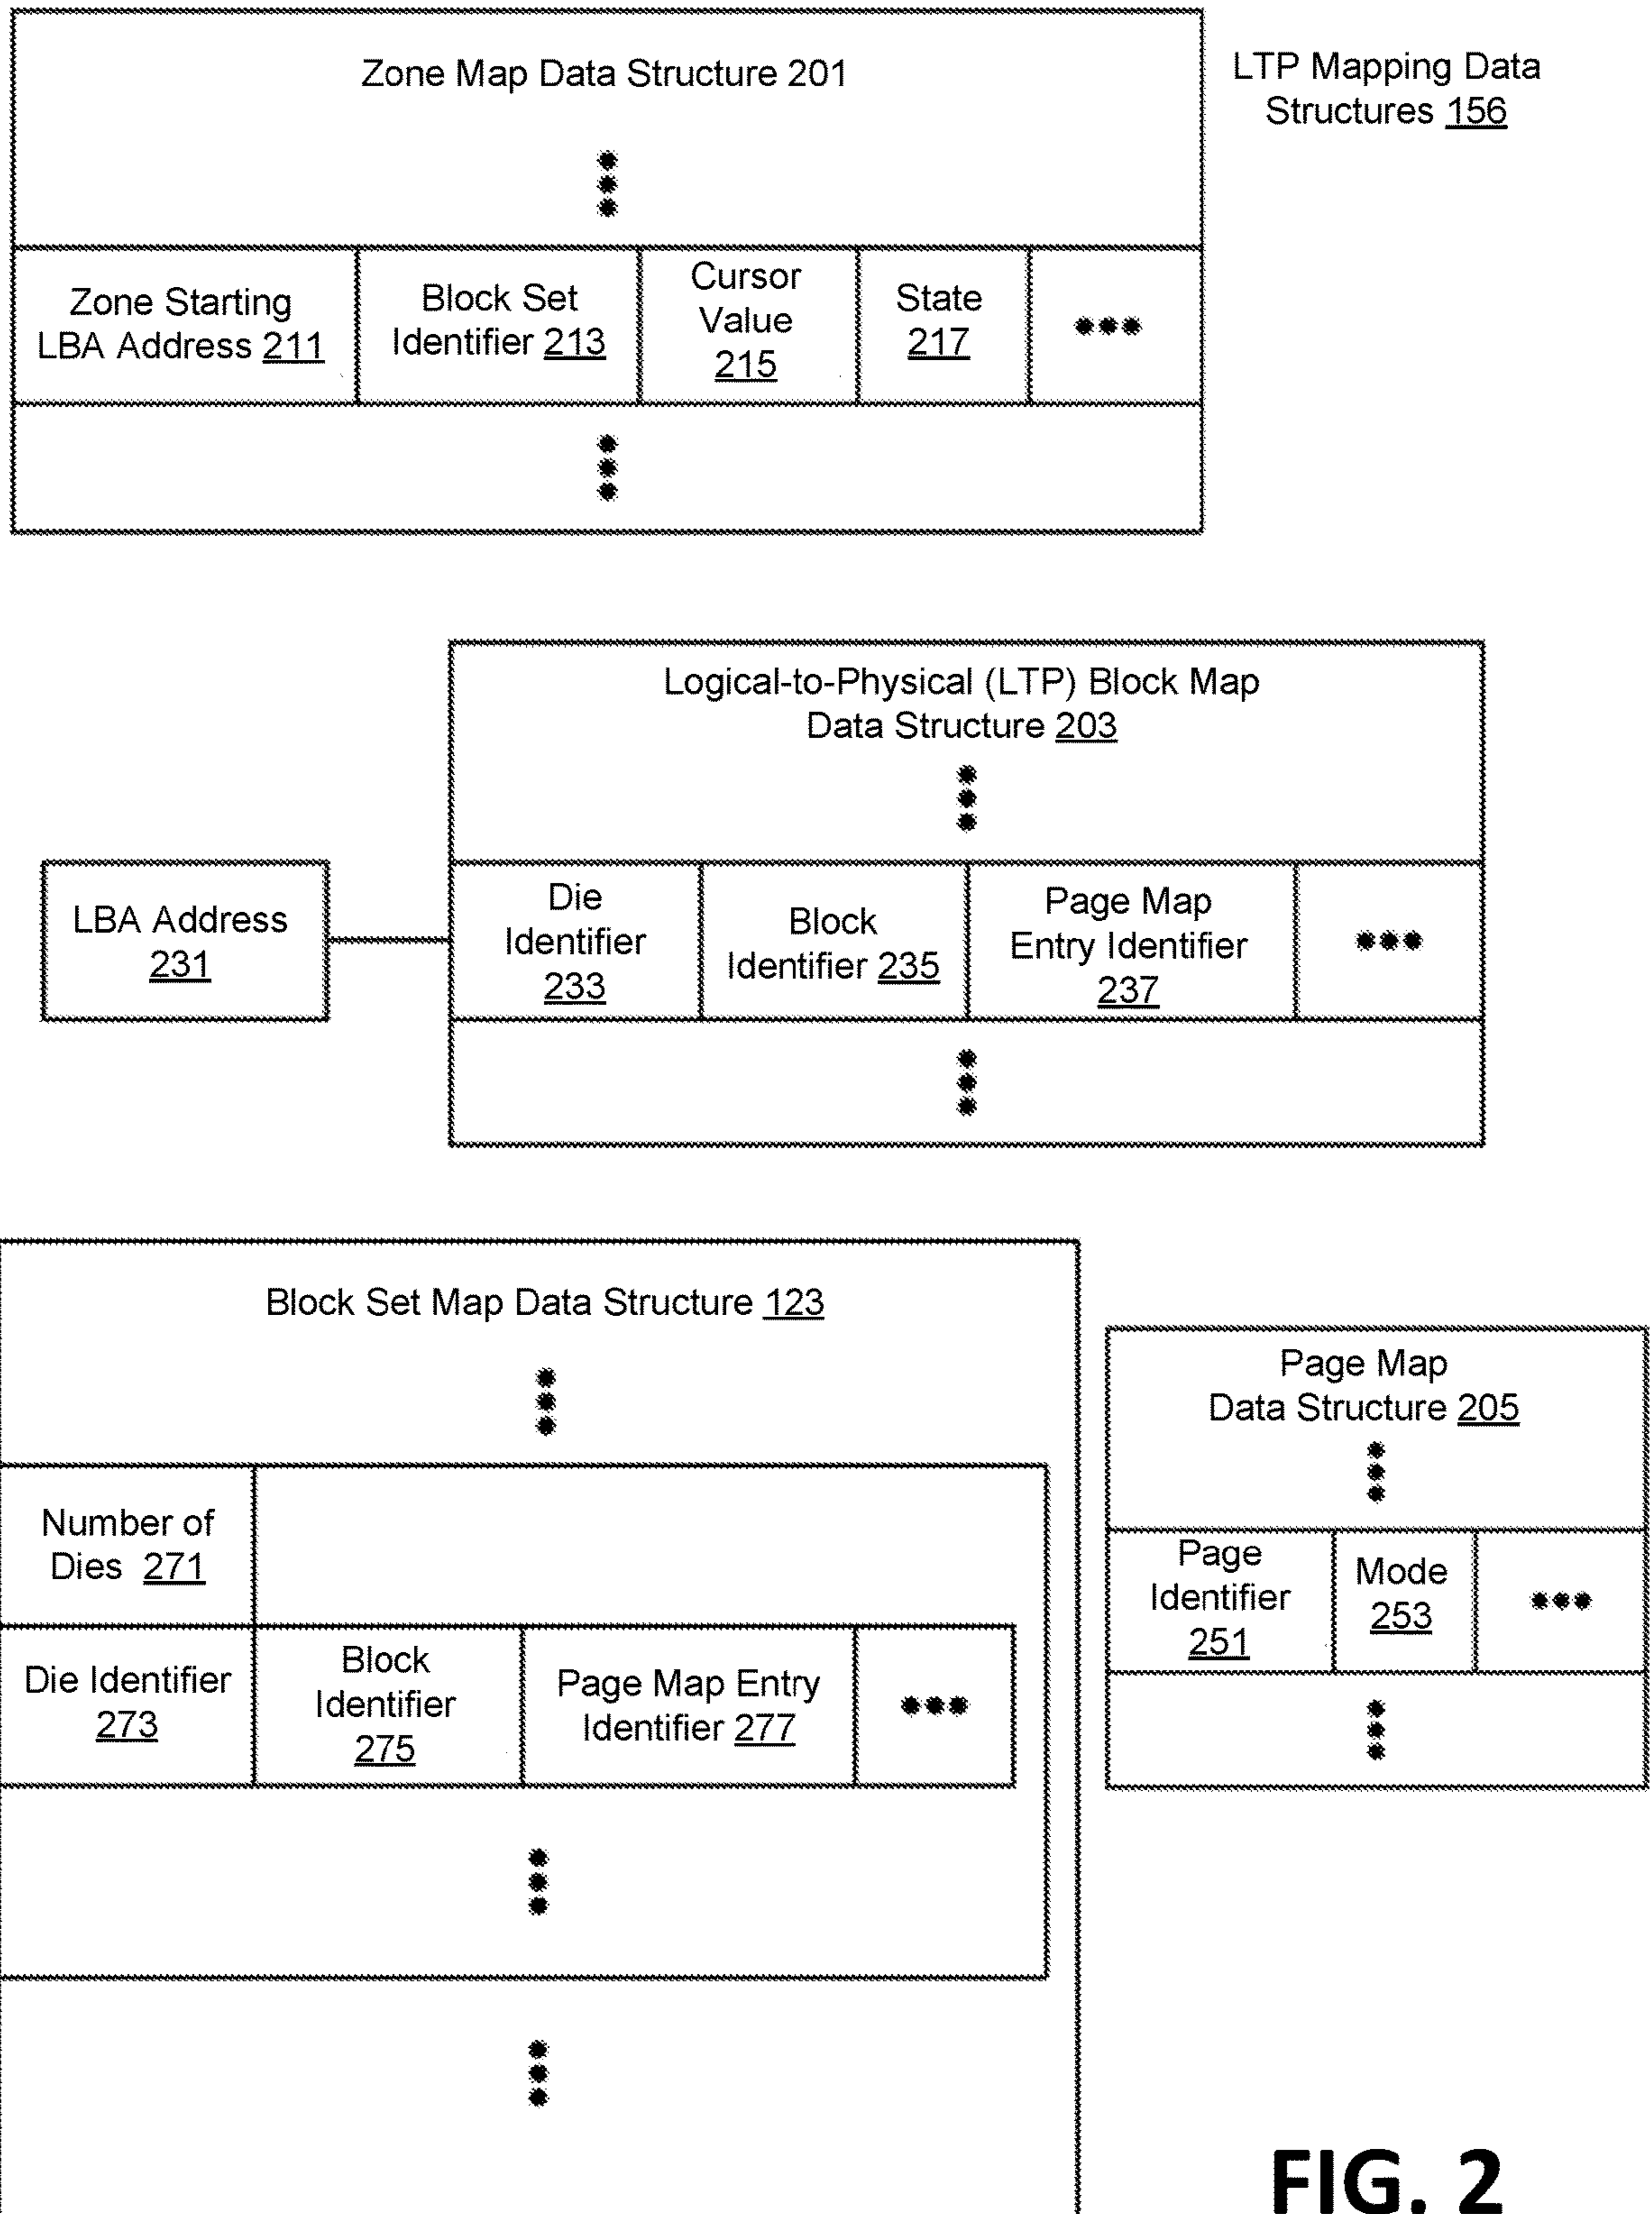 Zone Map Data Structure 201
LTP Mapping Data
Structures 156
Zone Starting
LBA Address 211
Block Set
Identifier 213
Cursor
Value
215
State
217
Logical-to-Physical (LTP) Block Map
Data Structure 203
LBA Address
231
Die
Identifier
233
Block
Identifier 235
Page Map
Entry Identifier
237
Block Set Map Data Structure 123
Number of
Dies 271
Die Identifier
273
Block
Identifier
275
Page Map Entry
Identifier 277
Page Map
Data Structure 205
Page
Identifier
251
Mode
253
FIG. 2